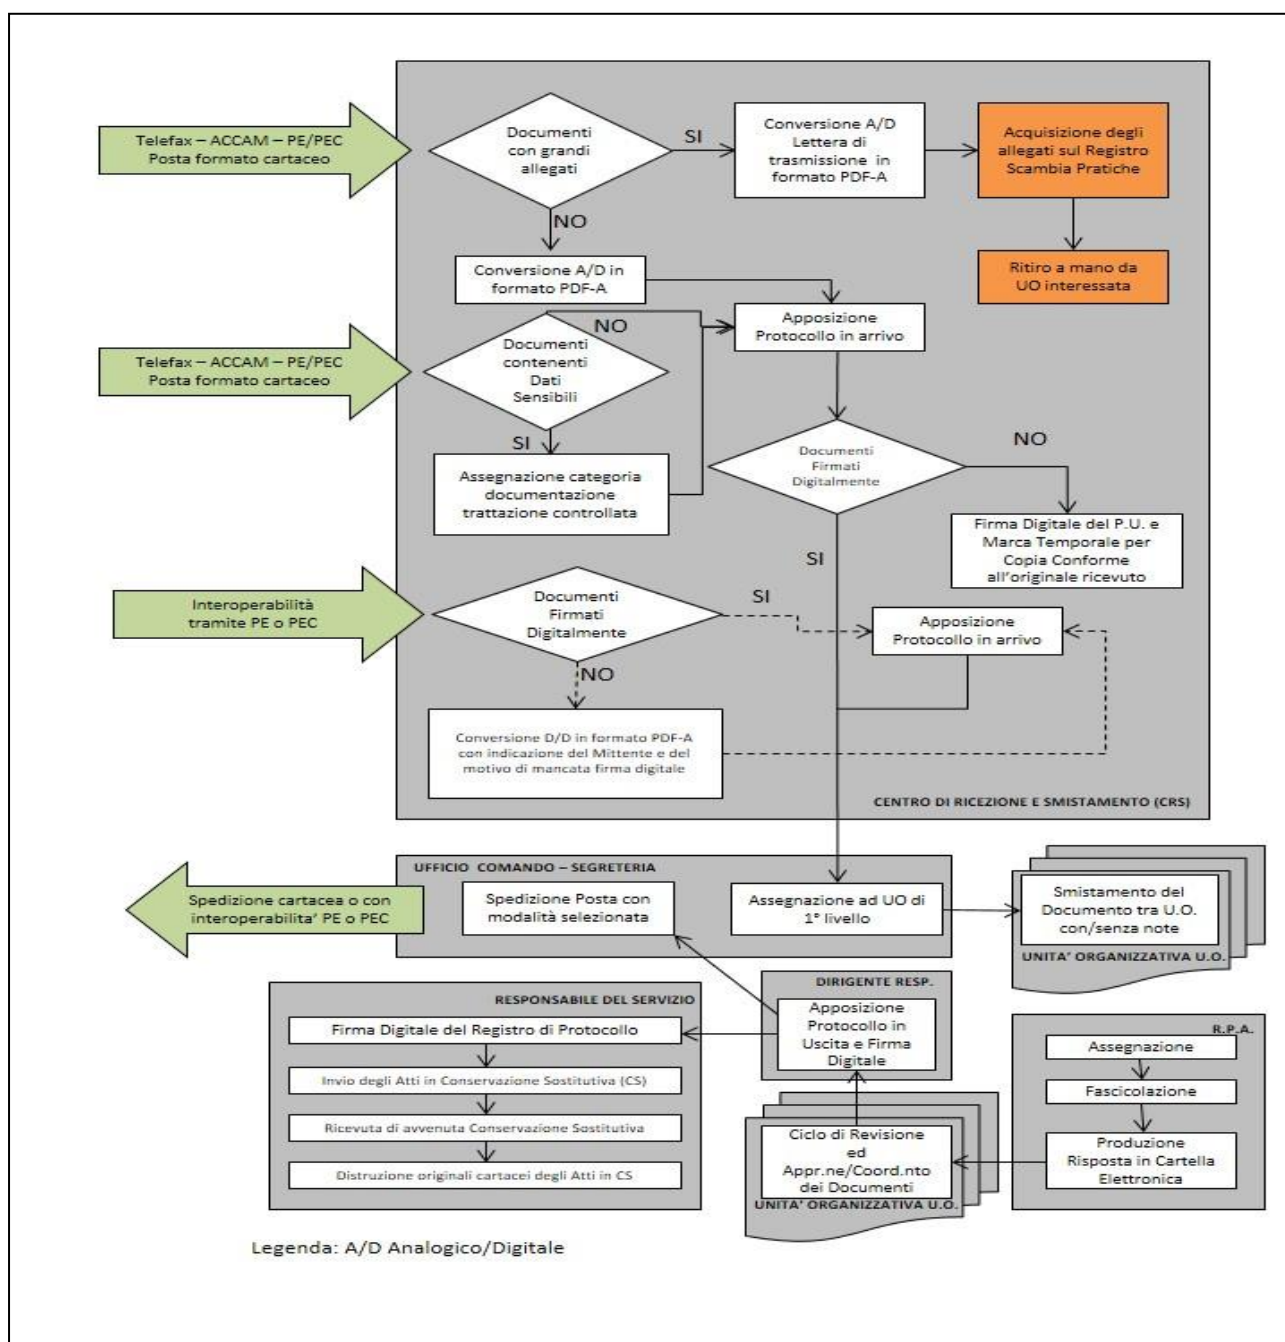 Telefax – ACCAM – PE/PEC
Posta formato cartaceo
Documenti
con grandi
allegati
SI
Conversione A/D
Lettera di
trasmissione in
formato PDF-A
Acquisizione degli
allegati sul Registro
Scambia Pratiche
NO
Conversione A/D in
formato PDF-A
Ritiro a mano da
UO interessata
Telefax – ACCAM – PE/PEC
Posta formato cartaceo
Documenti
contenenti
Dati
Sensibili
NO
Apposizione
Protocollo in arrivo
SI
Assegnazione categoria
documentazione
trattazione controllata
Documenti
Firmati
Digitalmente
NO
Firma Digitale del P.U. e
Marca Temporale per
Copia Conforme
all'originale ricevuto
SI
Interoperabilità
tramite PE o PEC
Documenti
Firmati
Digitalmente
SI
Apposizione
Protocollo in arrivo
NO
Conversione D/D in formato PDF-A
con indicazione del Mittente e del
motivo di mancata firma digitale
CENTRO DI RICEZIONE E SMISTAMENTO (CRS)
UFFICIO COMANDO – SEGRETERIA
Spedizione cartacea o con
interoperabilita' PE o PEC
Spedizione Posta con
modalità selezionata
Assegnazione ad UO di
1° livello
Smistamento del
Documento tra U.O.
con/senza note
UNITA' ORGANIZZATIVA U.O.
DIRIGENTE RESP.
Apposizione
Protocollo in
Uscita e Firma
Digitale
RESPONSABILE DEL SERVIZIO
Firma Digitale del Registro di Protocollo
Invio degli Atti in Conservazione Sostitutiva (CS)
Ricevuta di avvenuta Conservazione Sostitutiva
Distruzione originali cartacei degli Atti in CS
R.P.A.
Assegnazione
Fascicolazione
Produzione
Risposta in Cartella
Elettronica
Ciclo di Revisione
ed
Appr.ne/Coord.nto
dei Documenti
UNITA' ORGANIZZATIVA U.O.
Legenda: A/D Analogico/Digitale